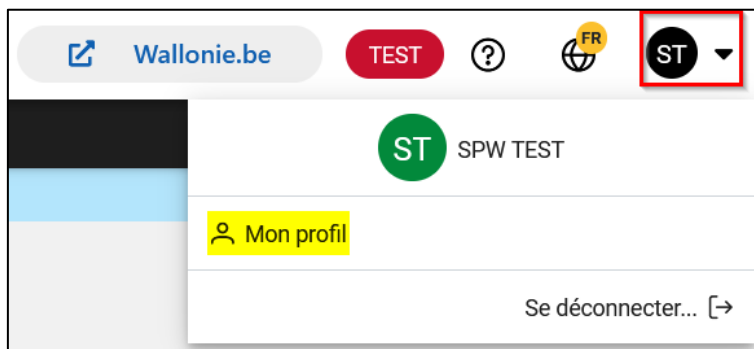 Wallonie.be
TEST
?
FR
ST
ST
SPW TEST
Mon profil
Se déconnecter...